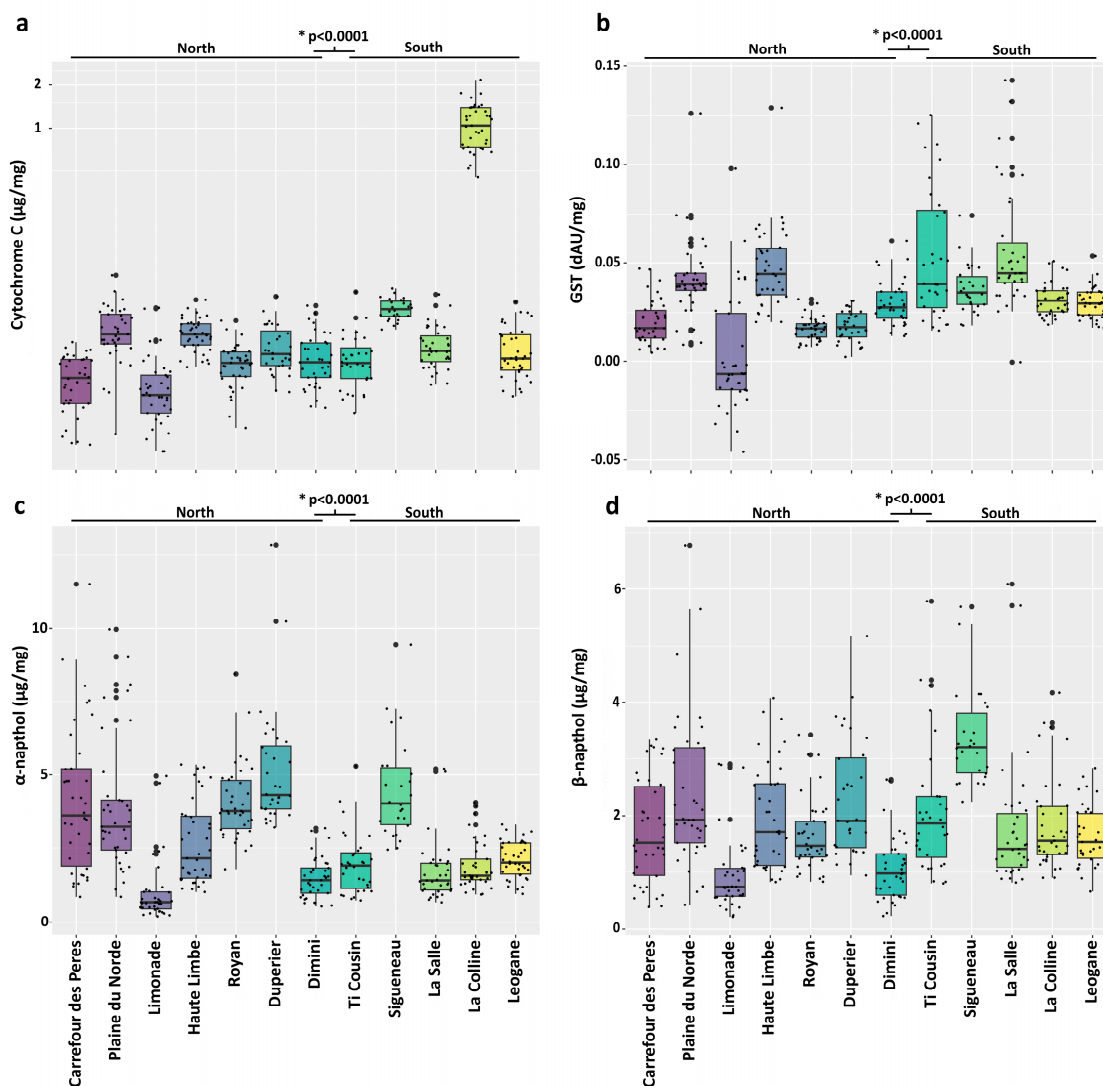 a
* p<0.0001
North
South
2
1
Cytochrome C (µg/mg)
b
* p<0.0001
North
South
0.15
0.10
0.05
0.00
-0.05
GST (dAU/mg)
c
* p<0.0001
North
South
10
5
0
α-napthol (µg/mg)
d
* p<0.0001
North
South
6
4
2
0
β-napthol (µg/mg)
Carrefour des Peres
Plaine du Norde
Limonade
Haute Limbe
Royan
Duperier
Dimini
Ti Cousin
Sigueneau
La Salle
La Colline
Leogane
Carrefour des Peres
Plaine du Norde
Limonade
Haute Limbe
Royan
Duperier
Dimini
Ti Cousin
Sigueneau
La Salle
La Colline
Leogane